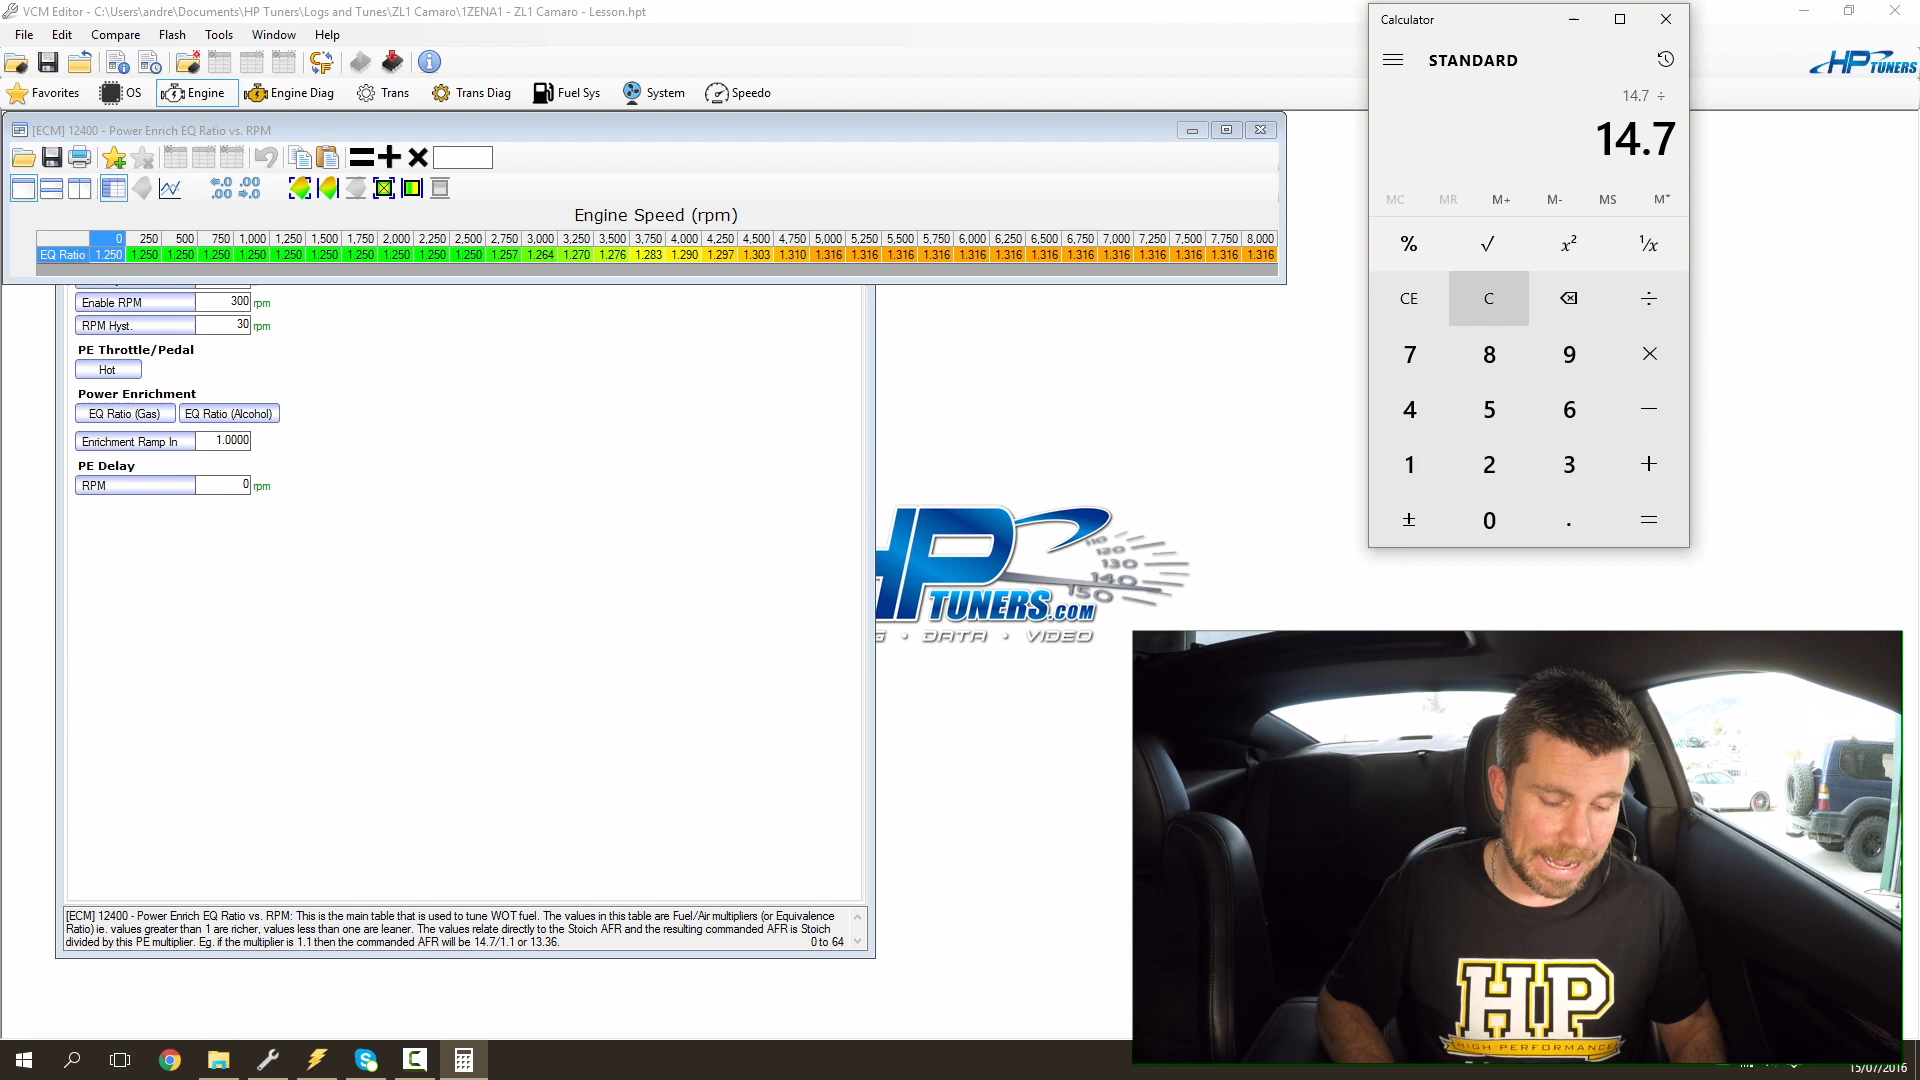 VCM Editor - C:\Users\andre\Documents\HP Tuners\Logs and Tunes\ZL1 Camaro\1ZENA1 - ZL1 Camaro - Lesson.hpt
File Edit Compare Flash Tools Window Help
Favorites OS Engine Engine Diag Trans Trans Diag Fuel Sys System Speedo
HP TUNERS
[ECM] 12400 - Power Enrich EQ Ratio vs. RPM
Engine Speed (rpm)
0 250 500 750 1,000 1,250 1,500 1,750 2,000 2,250 2,500 2,750 3,000 3,250 3,500 3,750 4,000 4,250 4,500 4,750 5,000 5,250 5,500 5,750 6,000 6,250 6,500 6,750 7,000 7,250 7,500 7,750 8,000
EQ Ratio 1.250 1.250 1.250 1.250 1.250 1.250 1.250 1.250 1.250 1.250 1.250 1.257 1.264 1.270 1.276 1.283 1.290 1.297 1.303 1.310 1.316 1.316 1.316 1.316 1.316 1.316 1.316 1.316 1.316 1.316 1.316 1.316 1.316
Enable RPM 300 rpm
RPM Hyst. 30 rpm
PE Throttle/Pedal
Hot
Power Enrichment
EQ Ratio (Gas) EQ Ratio (Alcohol)
Enrichment Ramp In 1.0000
PE Delay
RPM 0 rpm
[ECM] 12400 - Power Enrich EQ Ratio vs. RPM: This is the main table that is used to tune WOT fuel. The values in this table are Fuel/Air multipliers (or Equivalence
Ratio) ie. values greater than 1 are richer, values less than one are leaner. The values relate directly to the Stoich AFR and the resulting commanded AFR is Stoich
divided by this PE multiplier. Eg. if the multiplier is 1.1 then the commanded AFR will be 14.7/1.1 or 13.36.
0 to 64
HP
TUNERS.COM
110
120
130
140
150
• DATA • VIDEO
Calculator
STANDARD
14.7 ÷
14.7
MC MR M+ M- MS M˅
% √ x² ¹/x
CE C ⌫ ÷
7 8 9 ×
4 5 6 −
1 2 3 +
± 0 . =
HP
HIGH PERFORMANCE
15/07/2016